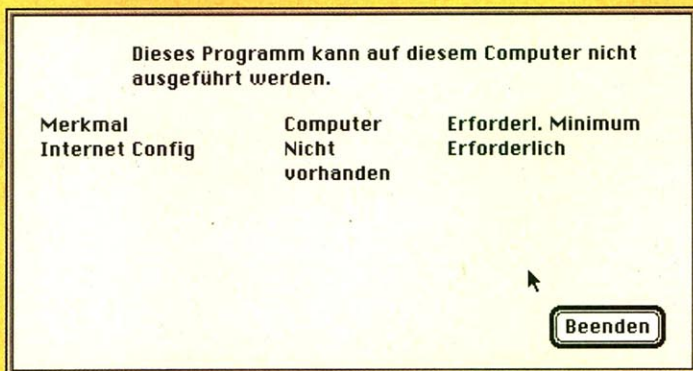 Dieses Programm kann auf diesem Computer nicht
ausgeführt werden.
Merkmal Computer Erforderl. Minimum
Internet Config Nicht Erforderlich
vorhanden
Beenden